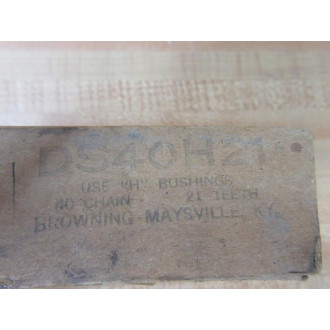 DS40H21
USE "H" BUSHINGS
40 CHAIN 21 TEETH
BROWNING-MAYSVILLE, KY.